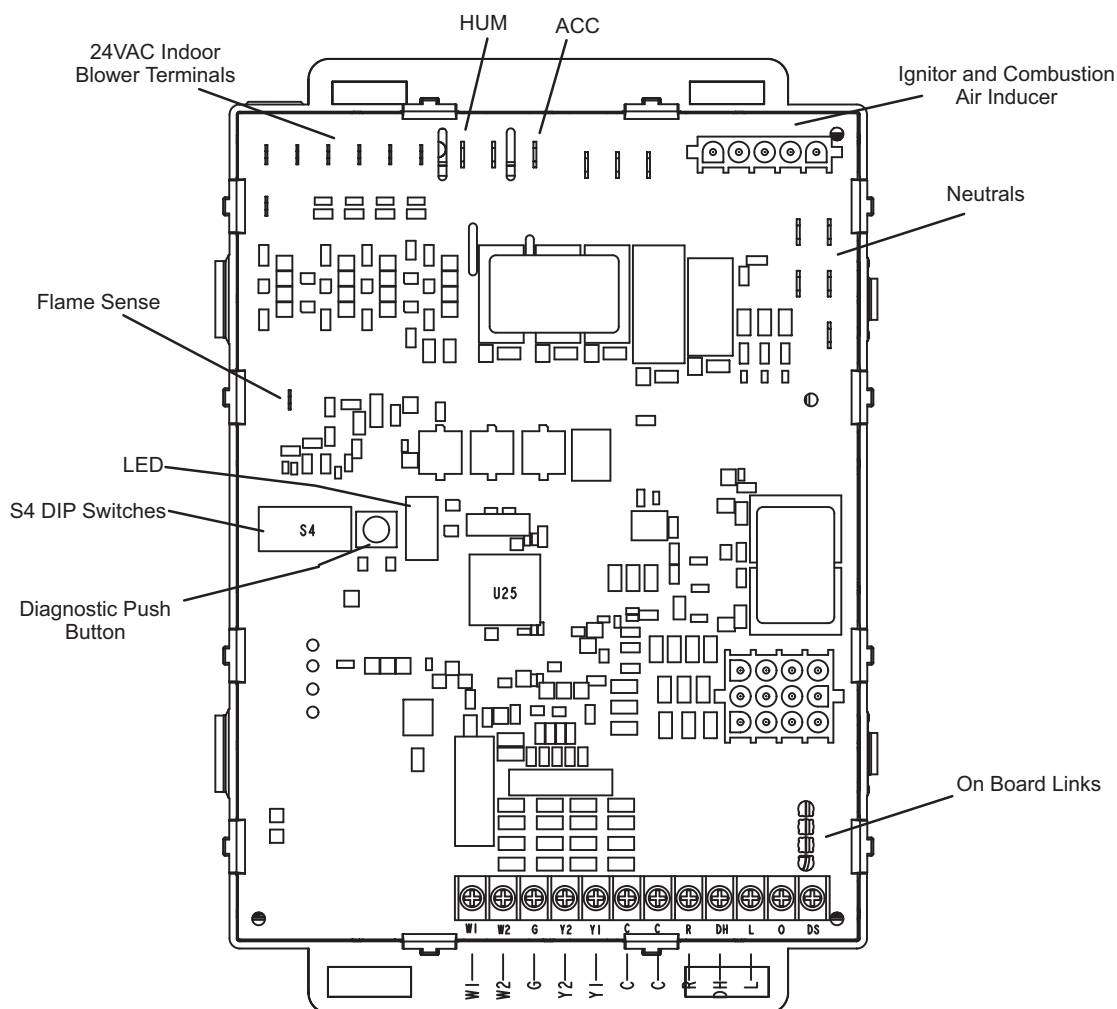 HUM
ACC
24VAC Indoor
Blower Terminals
Ignitor and Combustion
Air Inducer
Neutrals
Flame Sense
LED
S4 DIP Switches
S4
U25
Diagnostic Push
Button
On Board Links
W1 W2 G Y2 Y1 C C R DH L O DS
W1 W2 G Y2 Y1 C C R DH L